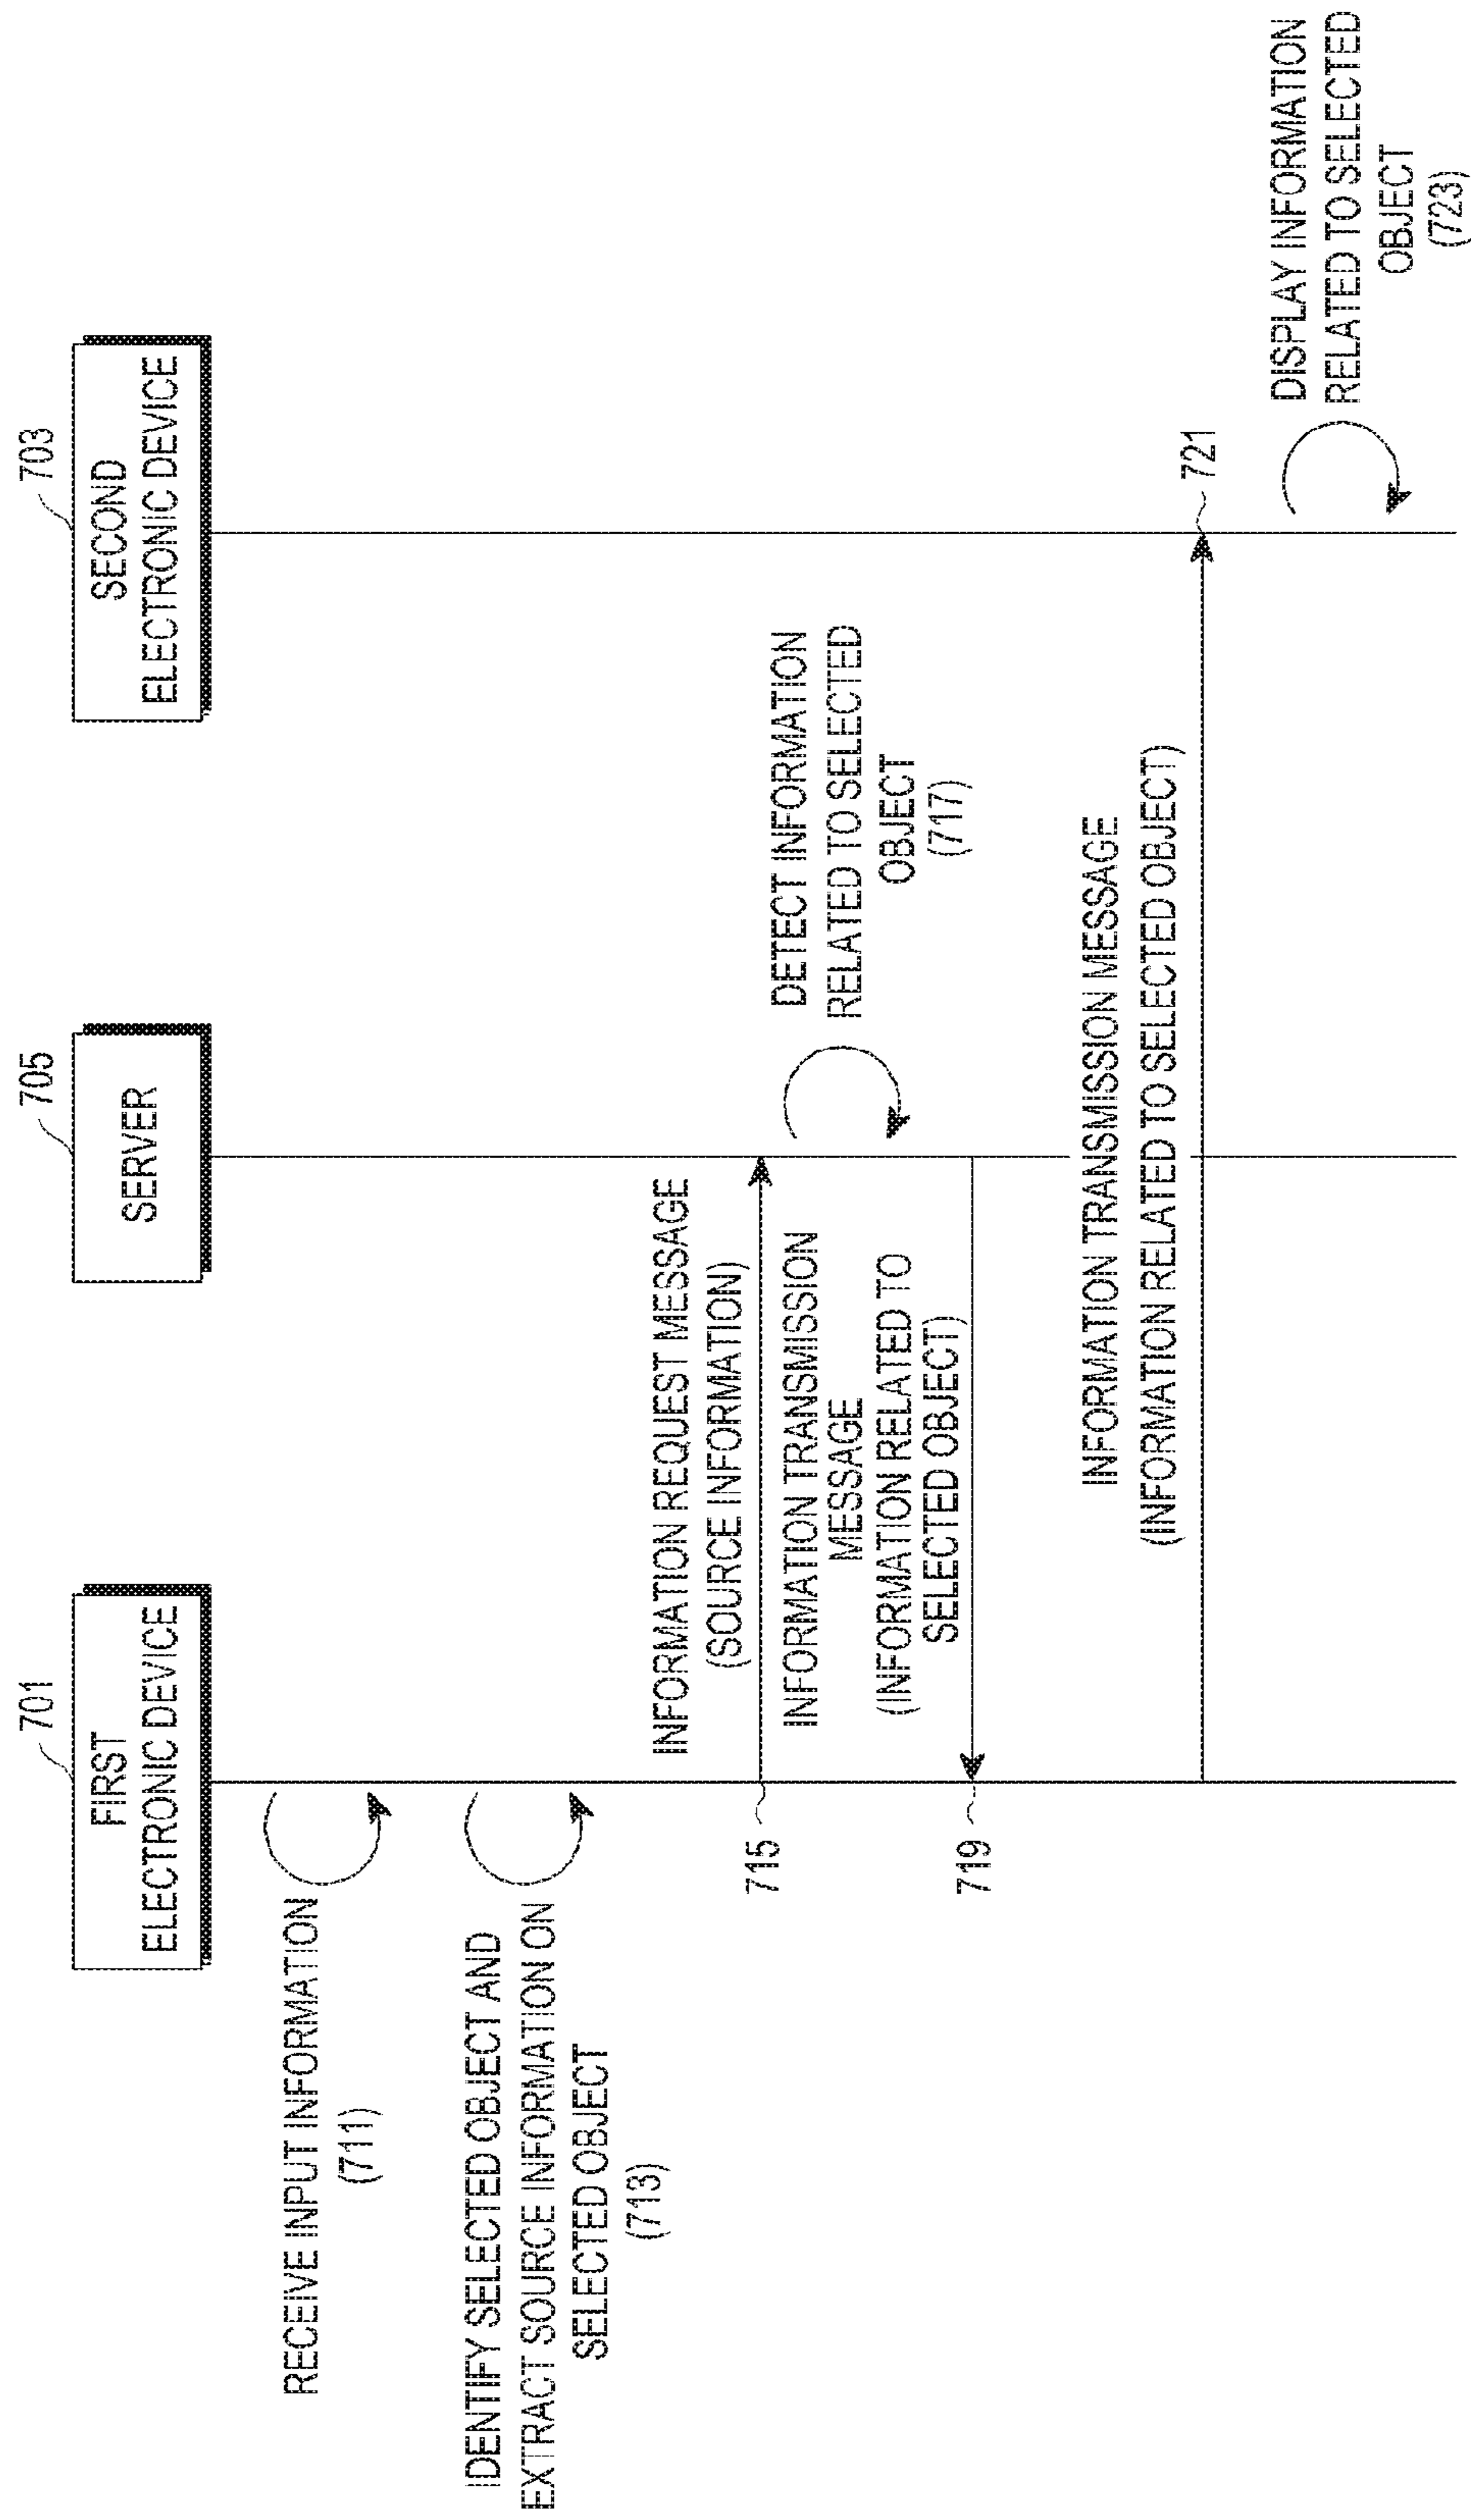 701
FIRST
ELECTRONIC DEVICE
705
SERVER
703
SECOND
ELECTRONIC DEVICE
RECEIVE INPUT INFORMATION
(711)
IDENTIFY SELECTED OBJECT AND
EXTRACT SOURCE INFORMATION ON
SELECTED OBJECT
(713)
INFORMATION REQUEST MESSAGE
(SOURCE INFORMATION)
715
DETECT INFORMATION
RELATED TO SELECTED
OBJECT
(717)
INFORMATION TRANSMISSION
MESSAGE
(INFORMATION RELATED TO
SELECTED OBJECT)
719
INFORMATION TRANSMISSION MESSAGE
(INFORMATION RELATED TO SELECTED OBJECT)
721
DISPLAY INFORMATION
RELATED TO SELECTED
OBJECT
(723)